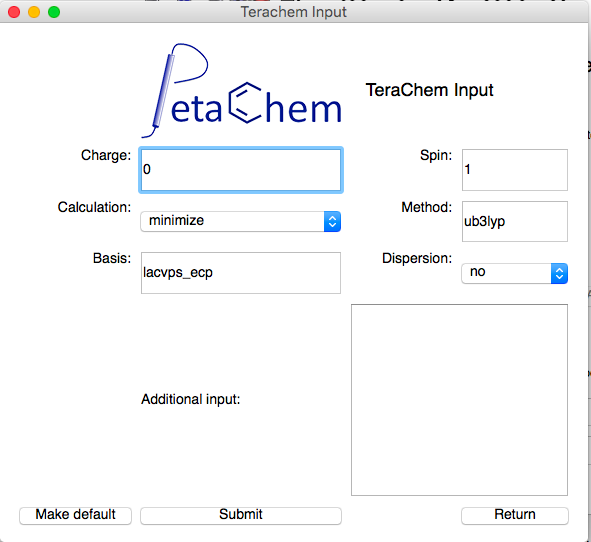 Terachem Input
PetaChem
TeraChem Input
Charge: 0 Spin: 1
Calculation: minimize Method: ub3lyp
Basis: lacvps_ecp Dispersion: no
Additional input:
Make default Submit Return